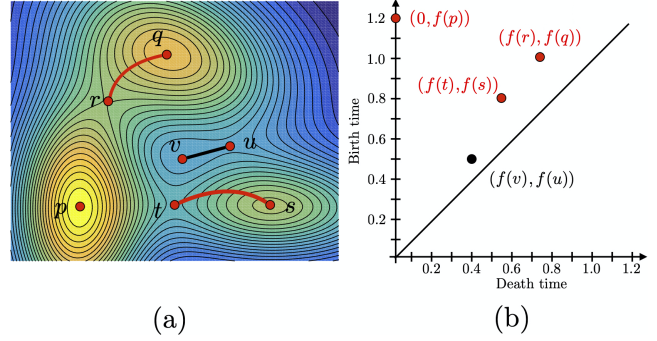 q
r
v
u
p
t
s
(a)
Birth time
1.2
1.0
0.8
0.6
0.4
0.2
(0, f(p))
(f(r), f(q))
(f(t), f(s))
(f(v), f(u))
0.2 0.4 0.6 0.8 1.0 1.2
Death time
(b)